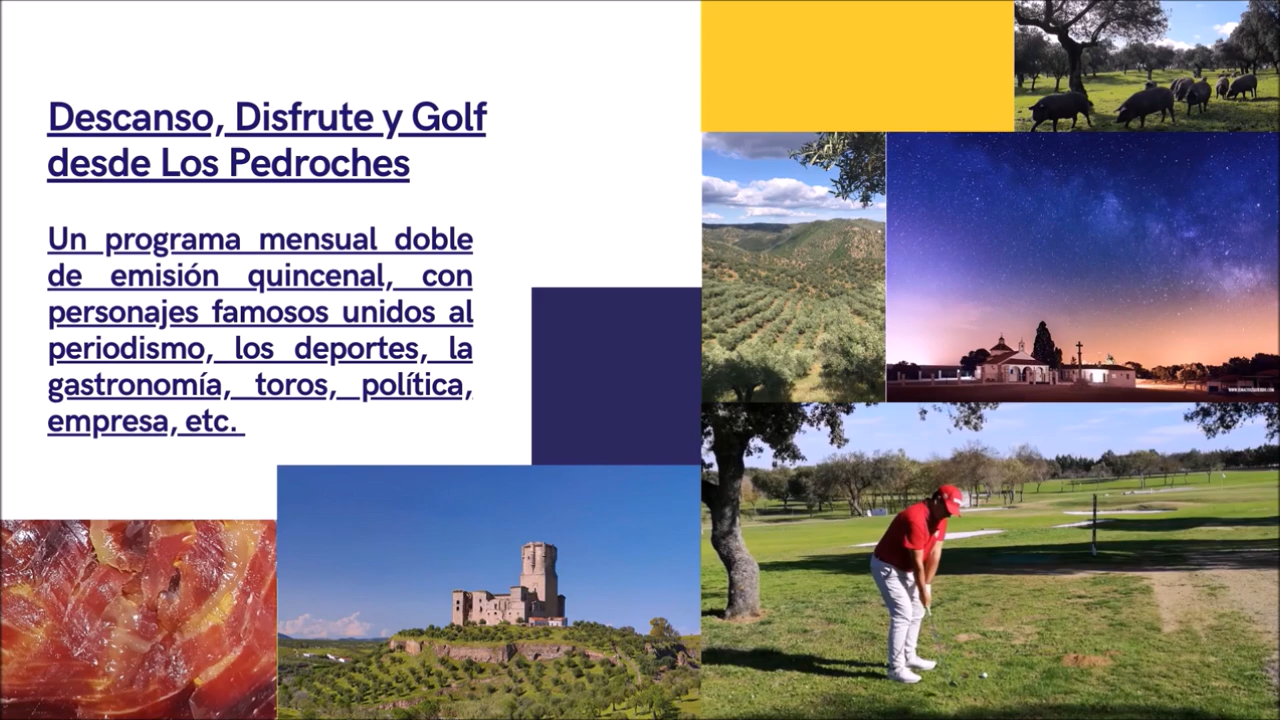 Descanso, Disfrute y Golf
desde Los Pedroches
Un programa mensual doble
de emisión quincenal, con
personajes famosos unidos al
periodismo, los deportes, la
gastronomía, toros, política,
empresa, etc.